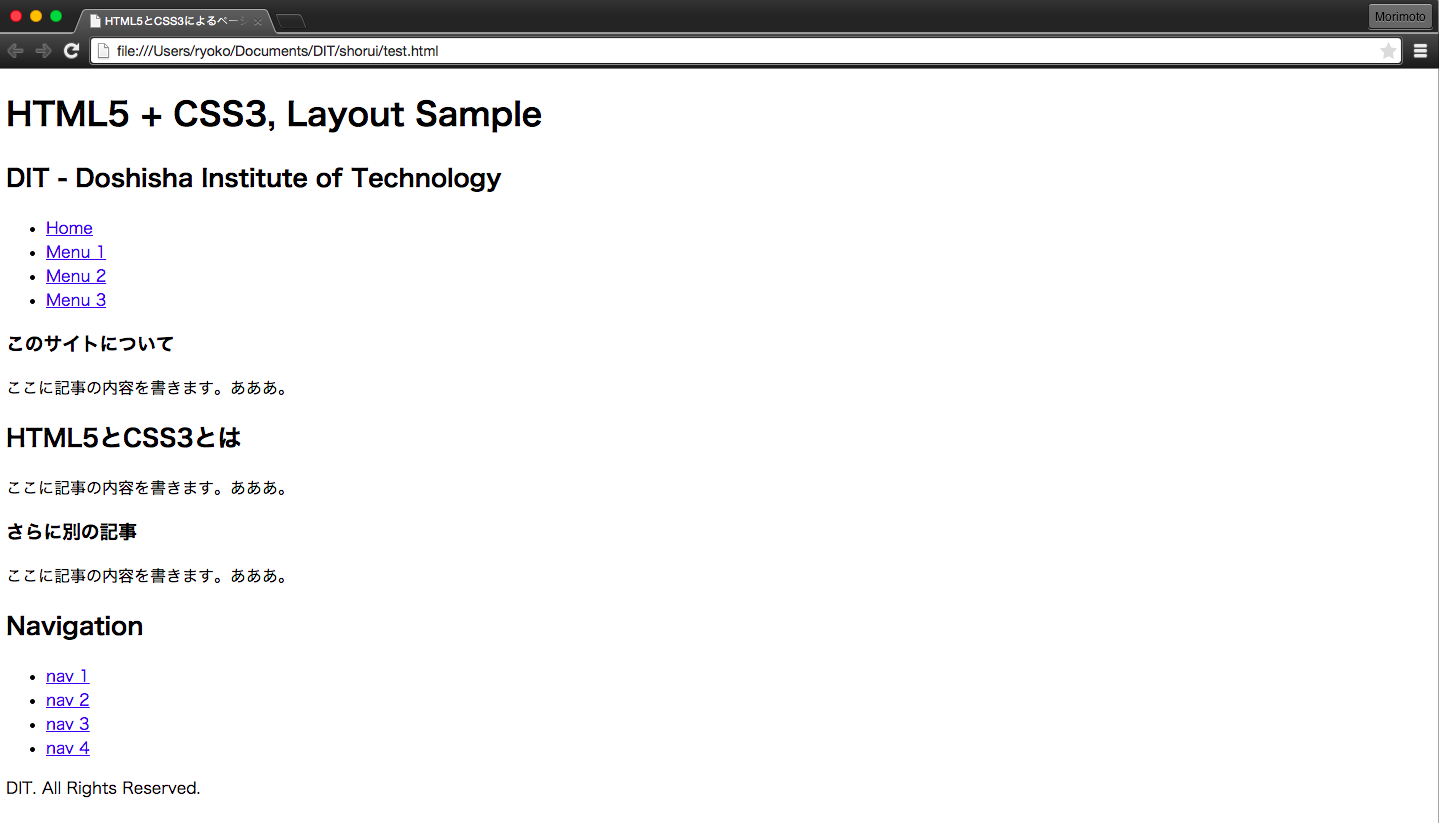 HTML5とCSS3によるペー
Morimoto
file:///Users/ryoko/Documents/DIT/shorui/test.html
HTML5 + CSS3, Layout Sample
DIT - Doshisha Institute of Technology
Home
Menu 1
Menu 2
Menu 3
このサイトについて
ここに記事の内容を書きます。あああ。
HTML5とCSS3とは
ここに記事の内容を書きます。あああ。
さらに別の記事
ここに記事の内容を書きます。あああ。
Navigation
nav 1
nav 2
nav 3
nav 4
DIT. All Rights Reserved.